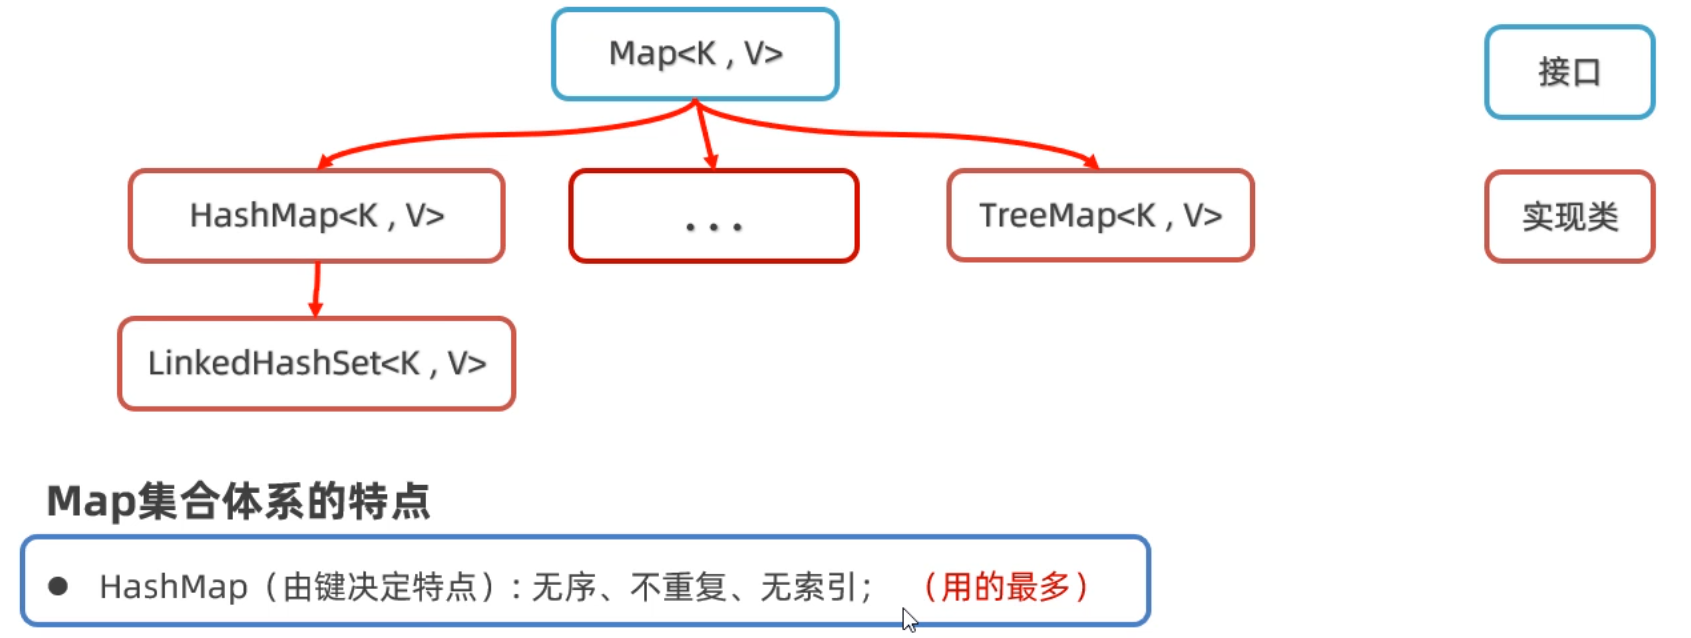 Map<K , V>
接口
HashMap<K , V>
...
TreeMap<K , V>
实现类
LinkedHashSet<K , V>
Map集合体系的特点
● HashMap（由键决定特点）: 无序、不重复、无索引； （用的最多）